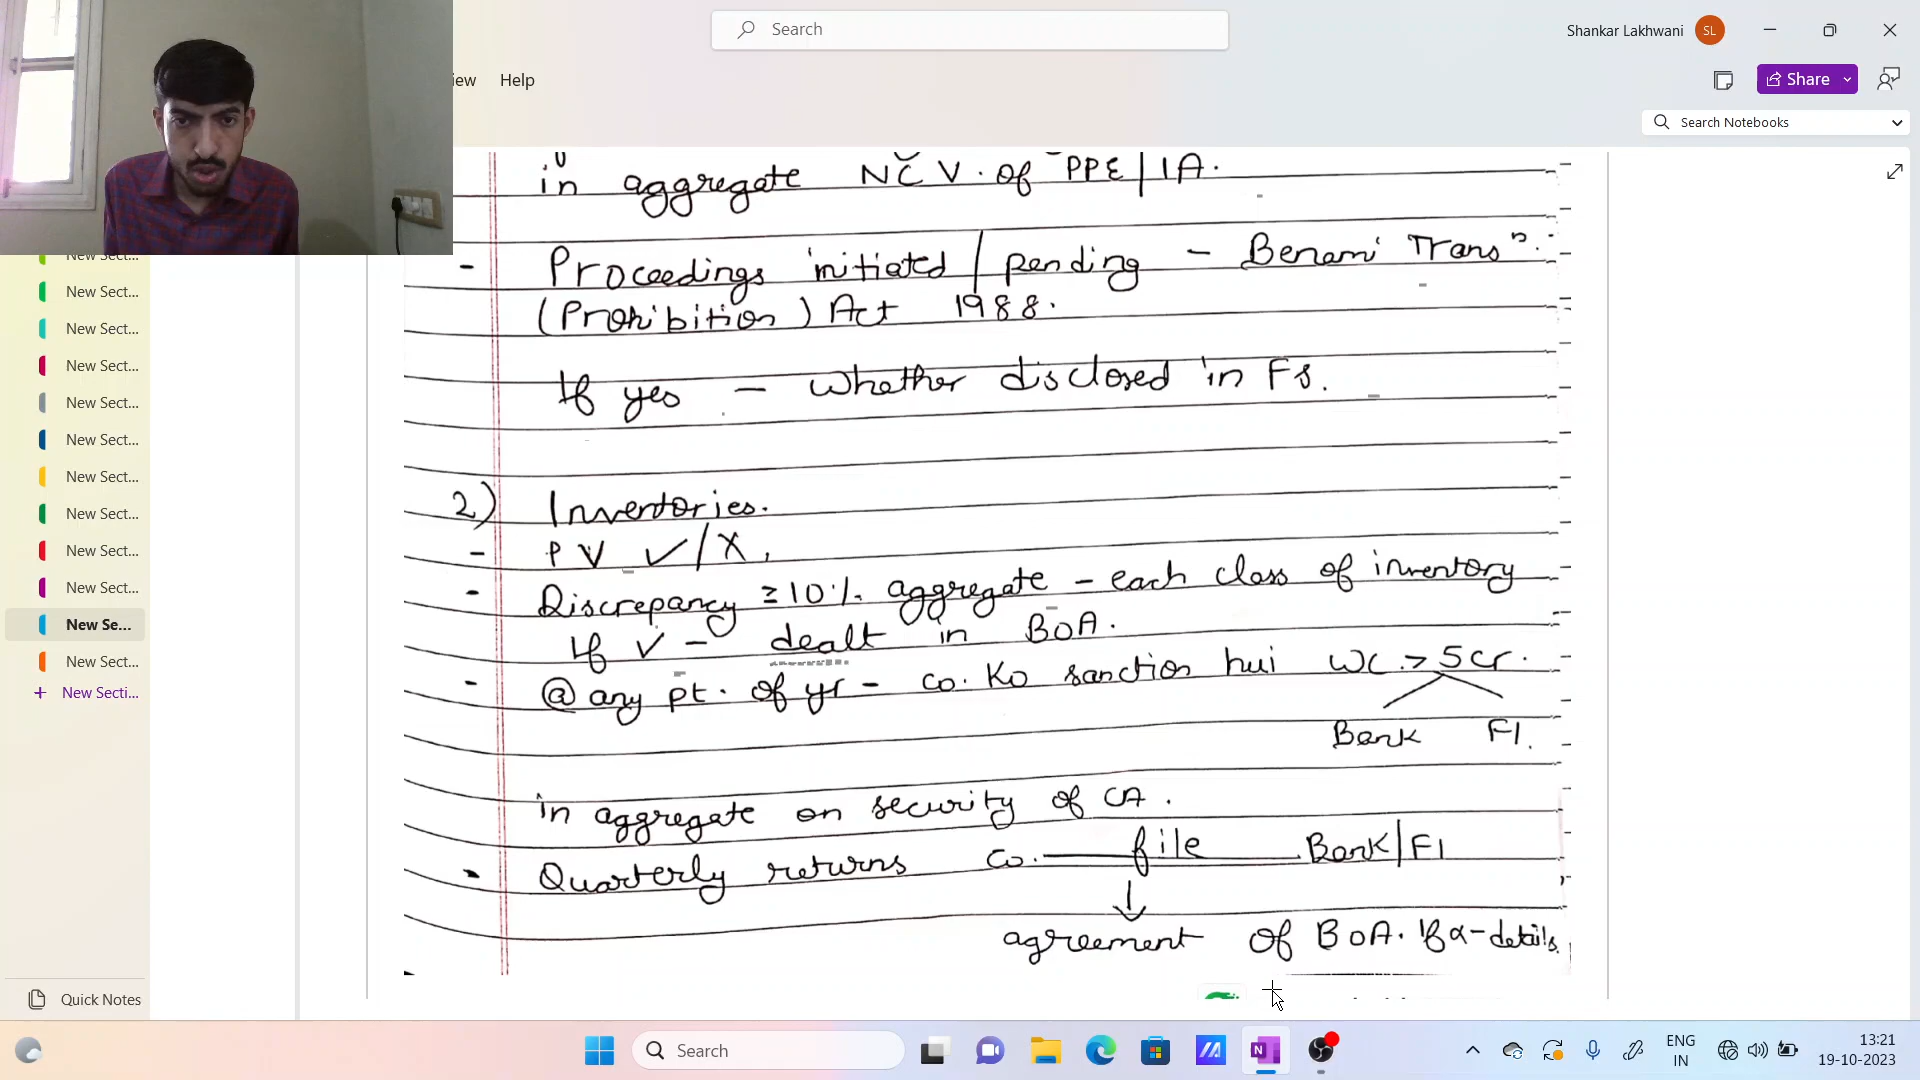 Search
Shankar Lakhwani
SL
iew Help
Share
Search Notebooks
in aggregate NCV. of PPE/IA.
- Proceedings initiated / pending - Benami Transⁿ.
(Prohibition) Act 1988.
If yes - whether disclosed in Fs.
2) Inventories.
- PV ✓/X,
- Discrepancy ≥10% aggregate - each class of inventory
If ✓ - dealt in BoA.
- @ any pt. of yr - co. Ko sanction hui WC > 5 cr.
Bank FI.
in aggregate on security of CA.
- Quarterly returns co. file Bank/FI
↓
agreement of BoA. If x - details.
New Sect...
New Sect...
New Sect...
New Sect...
New Sect...
New Sect...
New Sect...
New Sect...
New Sect...
New Se...
New Sect...
+ New Secti...
Quick Notes
Search
ENG
IN
13:21
19-10-2023